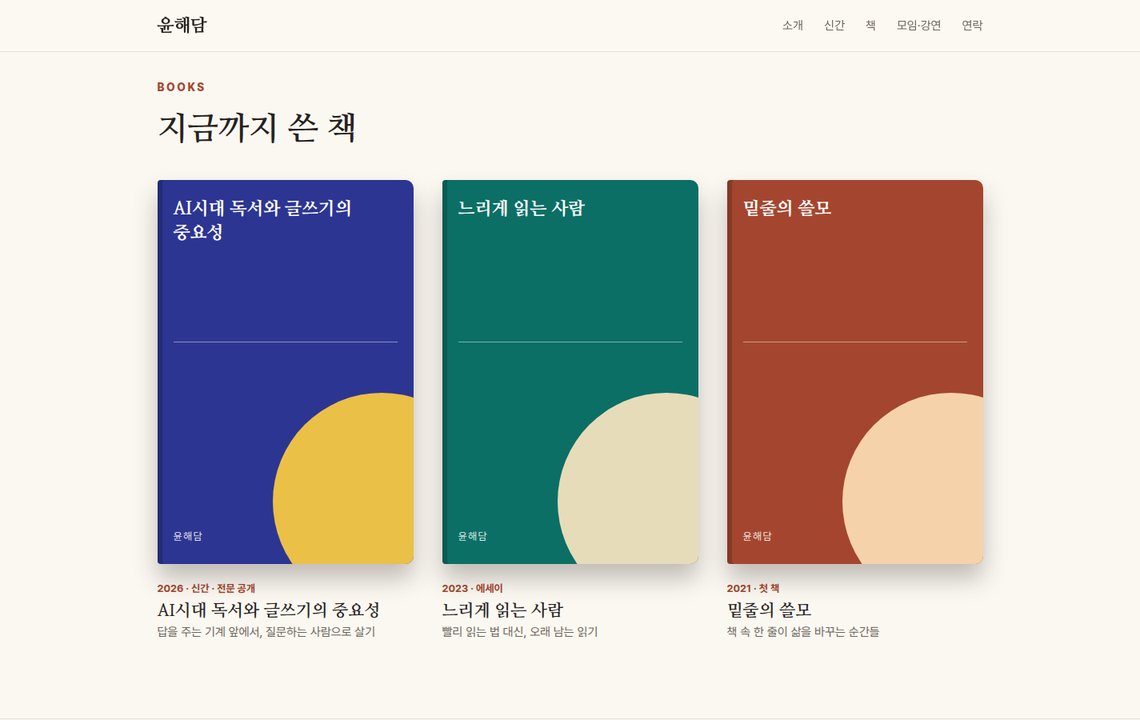 윤해담
소개 신간 책 모임·강연 연락
BOOKS
지금까지 쓴 책
AI시대 독서와 글쓰기의
중요성
윤해담
2026 · 신간 · 전문 공개
AI시대 독서와 글쓰기의 중요성
답을 주는 기계 앞에서, 질문하는 사람으로 살기
느리게 읽는 사람
윤해담
2023 · 에세이
느리게 읽는 사람
빨리 읽는 법 대신, 오래 남는 읽기
밑줄의 쓸모
윤해담
2021 · 첫 책
밑줄의 쓸모
책 속 한 줄이 삶을 바꾸는 순간들